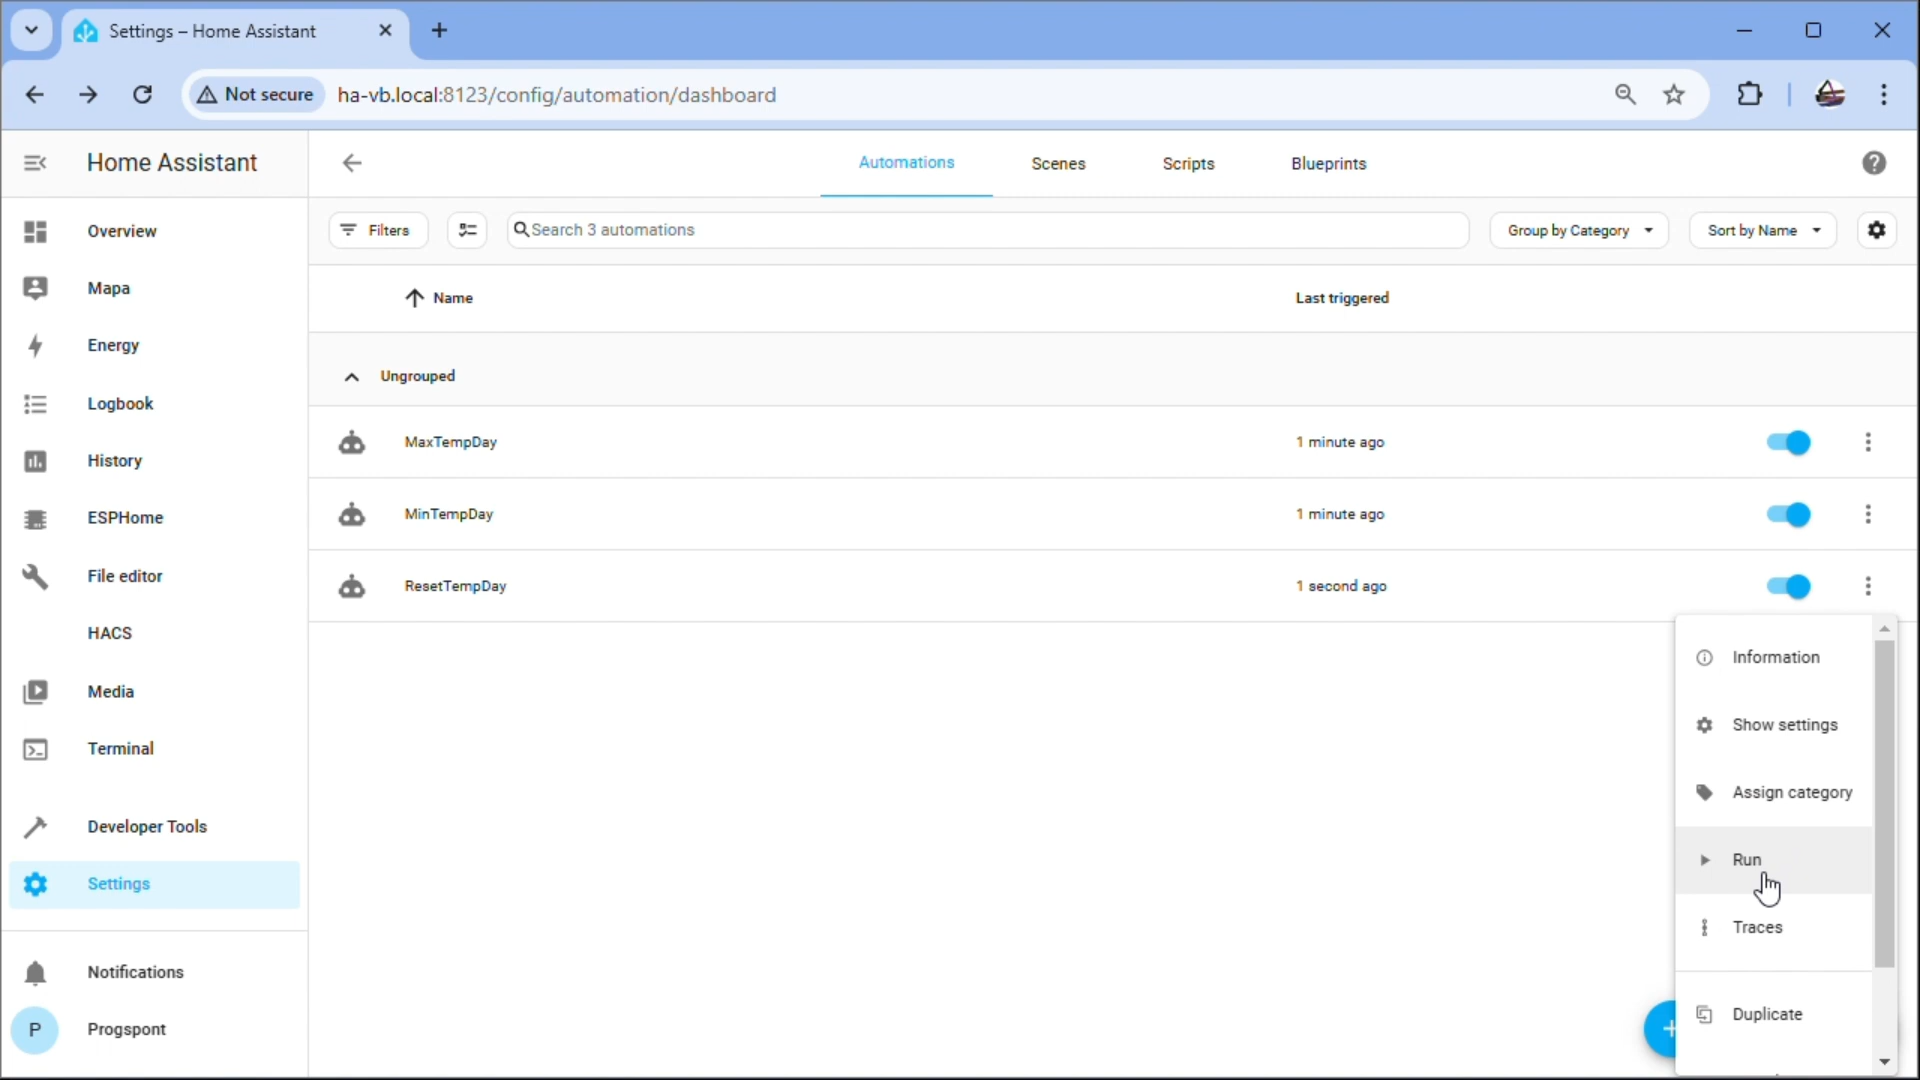 Settings – Home Assistant
Not secure
ha-vb.local:8123/config/automation/dashboard
Home Assistant
Automations
Scenes
Scripts
Blueprints
Overview
Mapa
Energy
Logbook
History
ESPHome
File editor
HACS
Media
Terminal
Developer Tools
Settings
Notifications
P
Progspont
Filters
Search 3 automations
Group by Category
Sort by Name
Name
Last triggered
Ungrouped
MaxTempDay
1 minute ago
MinTempDay
1 minute ago
ResetTempDay
1 second ago
Information
Show settings
Assign category
Run
Traces
Duplicate